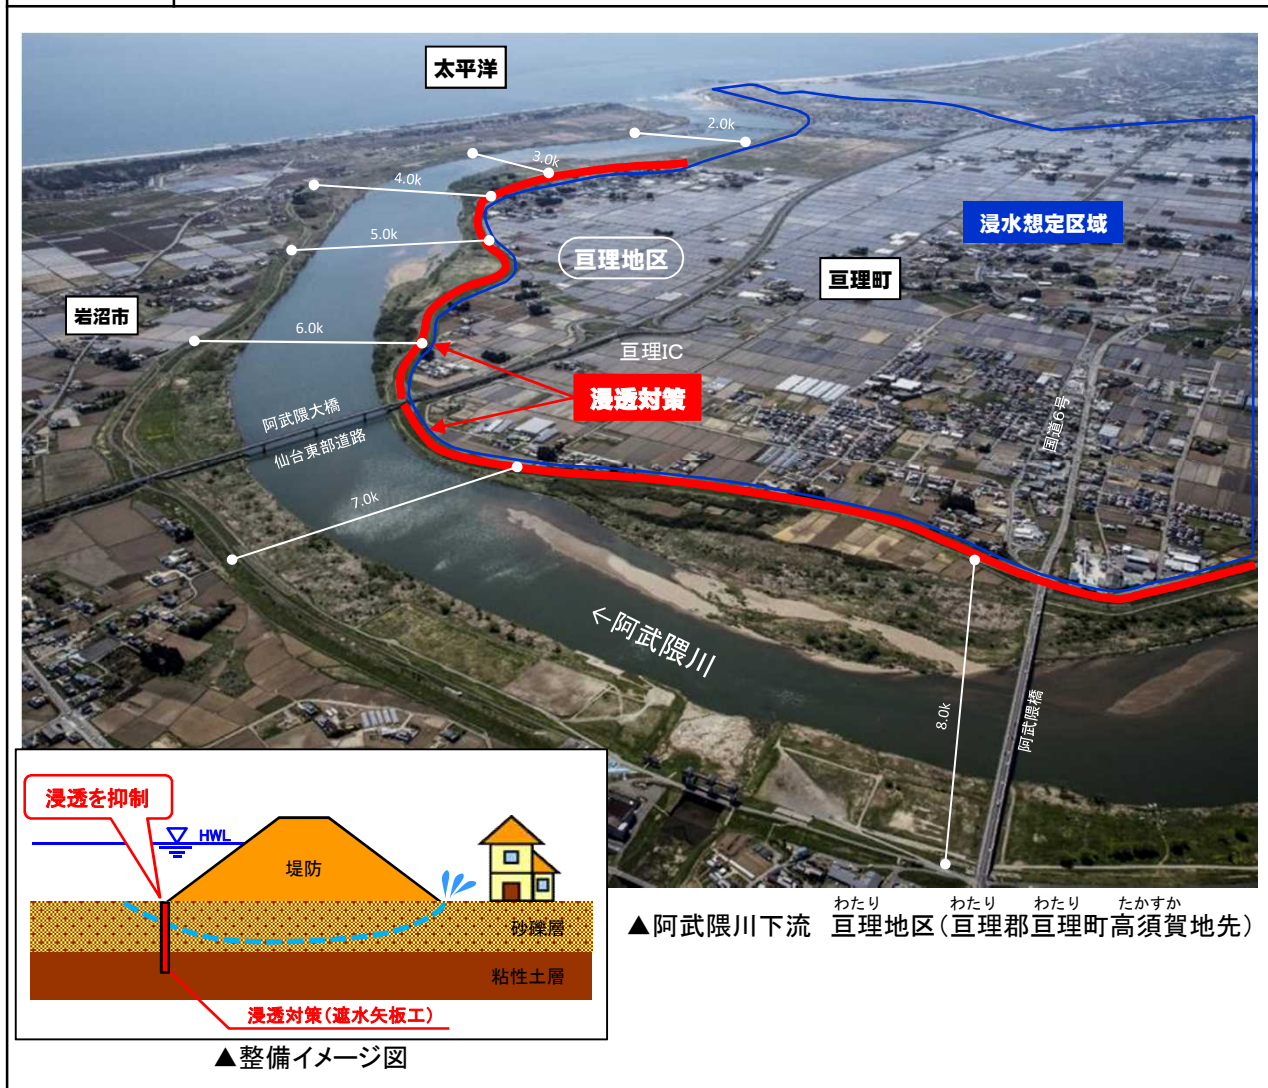 太平洋
2.0k
3.0k
4.0k
5.0k
浸水想定区域
亘理地区
亘理町
岩沼市
6.0k
亘理IC
浸透対策
阿武隈大橋
仙台東部道路
国道6号
7.0k
←阿武隈川
8.0k
阿武隈橋
浸透を抑制
HWL
堤防
砂礫層
粘性土層
浸透対策(遮水矢板工)
▲整備イメージ図
わたり わたり わたり たかすか
▲阿武隈川下流 亘理地区(亘理郡亘理町高須賀地先)